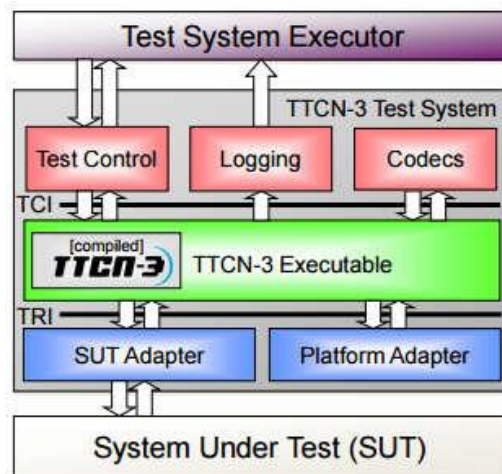 Test System Executor
TTCN-3 Test System
Test Control
Logging
Codecs
TCI
[compiled]
TTCN-3
TTCN-3 Executable
TRI
SUT Adapter
Platform Adapter
System Under Test (SUT)